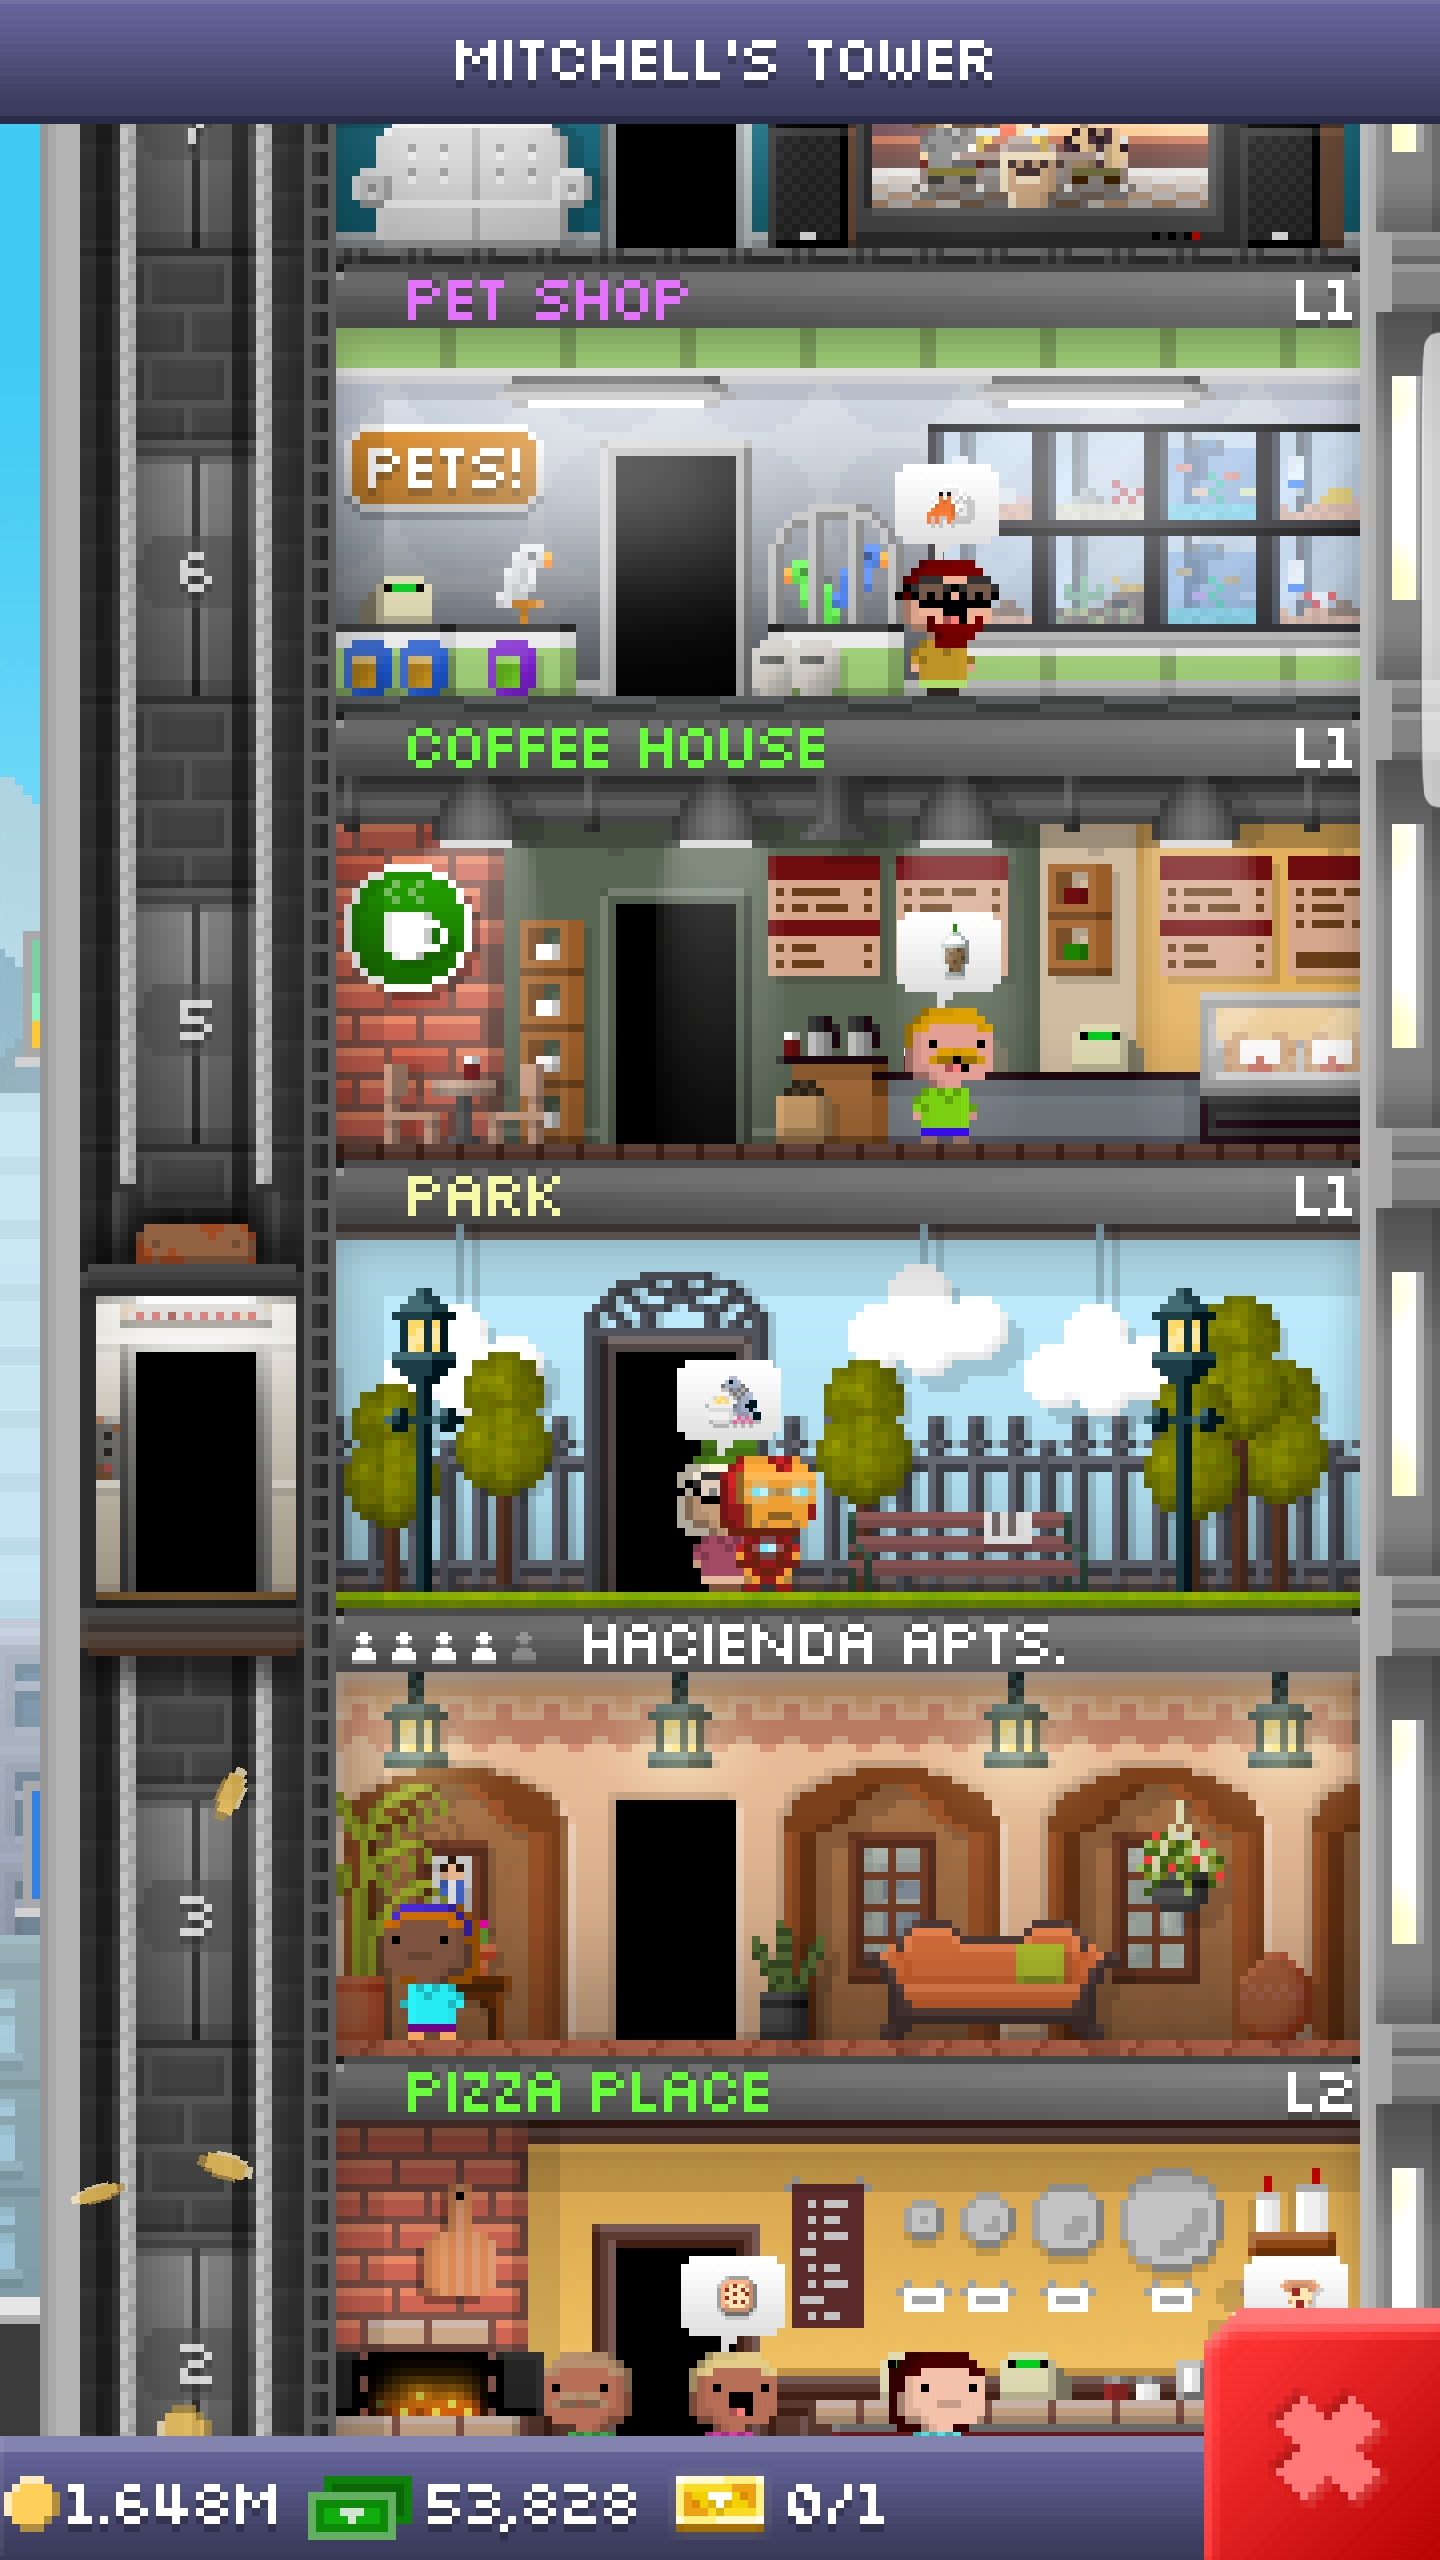 MITCHELL'S TOWER
PET SHOP L1
PETS!
6
COFFEE HOUSE L1
5
PARK L1
HACIENDA APTS.
3
PIZZA PLACE L2
2
1.648M 53,828 0/1